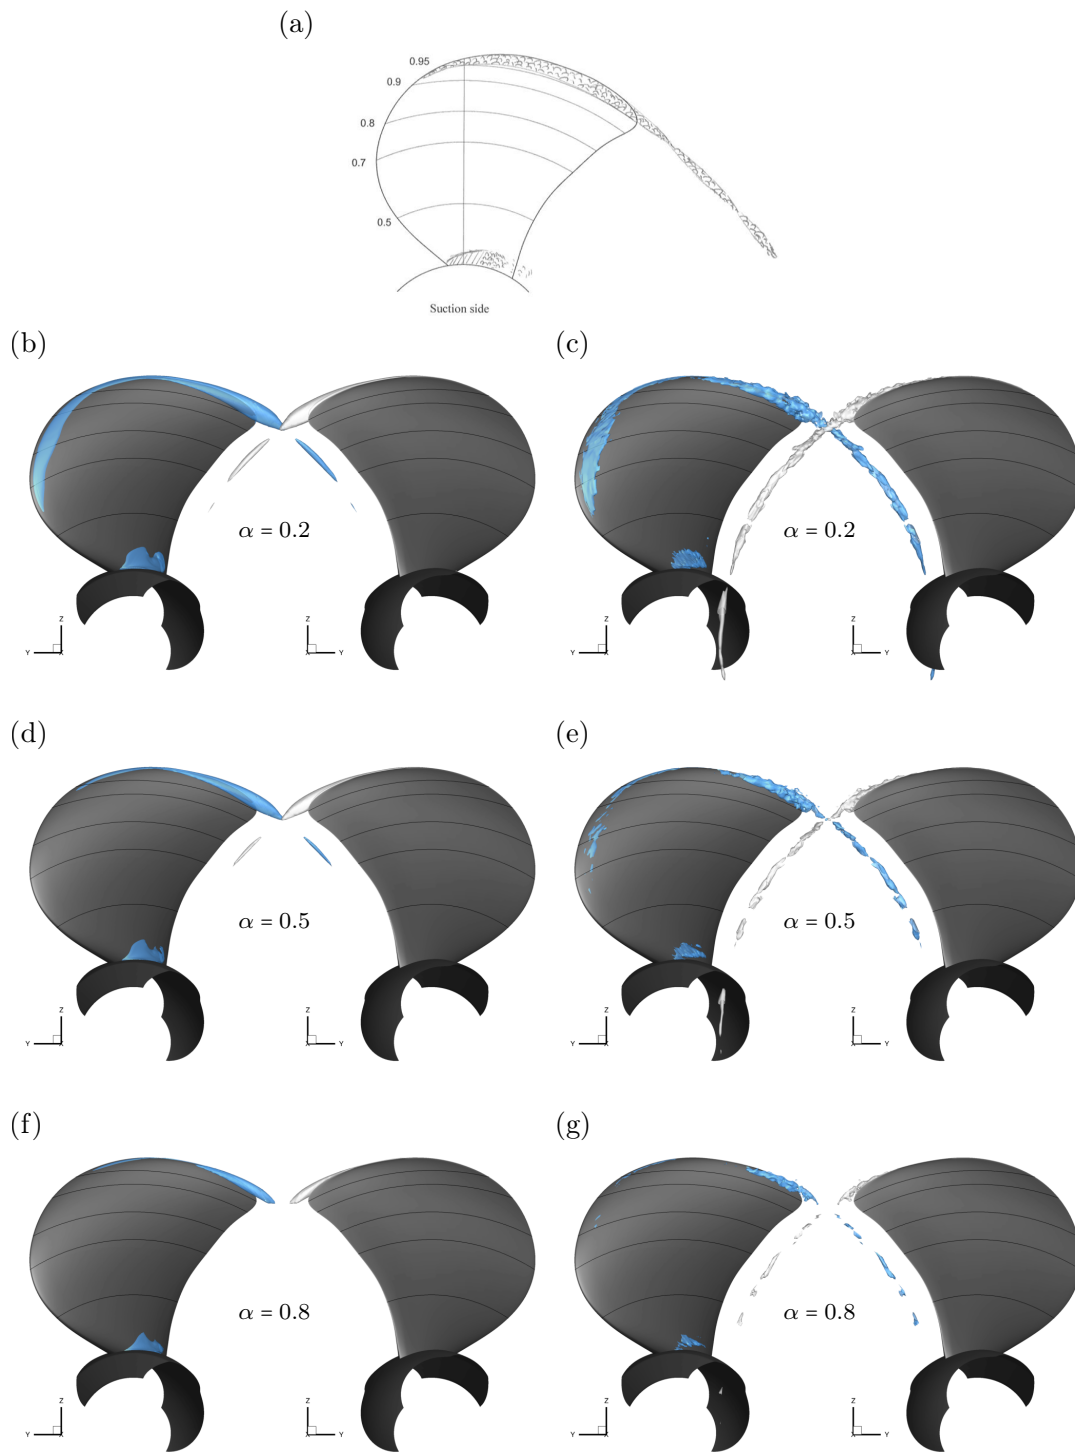 (a)
0.95
0.9
0.8
0.7
0.5
Suction side
(b)
(c)
α = 0.2
α = 0.2
Z
Y
X
Z
X
Y
Z
Y
X
Z
X
Y
(d)
(e)
α = 0.5
α = 0.5
Z
Y
X
Z
X
Y
Z
Y
X
Z
X
Y
(f)
(g)
α = 0.8
α = 0.8
Z
Y
X
Z
X
Y
Z
Y
X
Z
X
Y